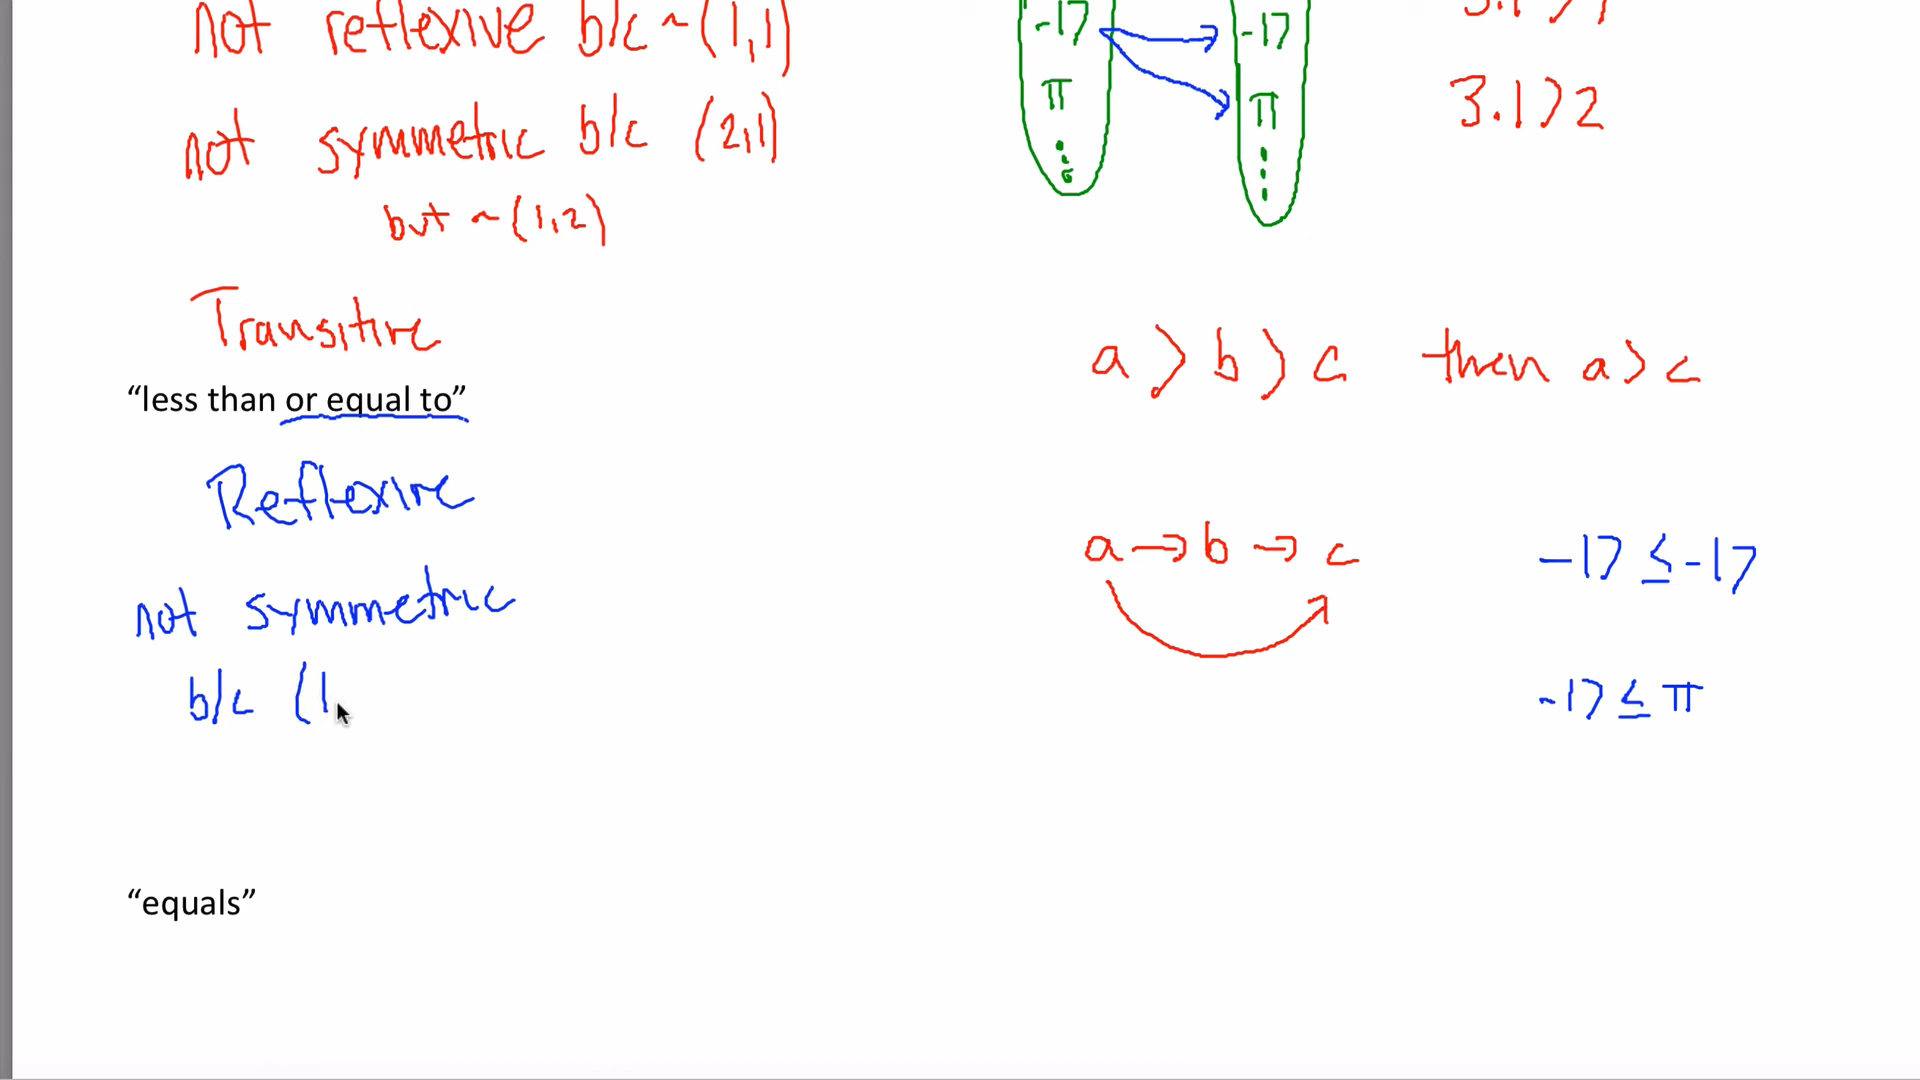 not reflexive b/c ~(1,1)
not symmetric b/c (2,1)
but ~(1,2)
Transitive
“less than or equal to”
Reflexive
not symmetric
b/c (1,
“equals”
-17 -17
π π
3.1>2
a > b > c then a > c
a → b → c
-17 ≤ -17
-17 ≤ π